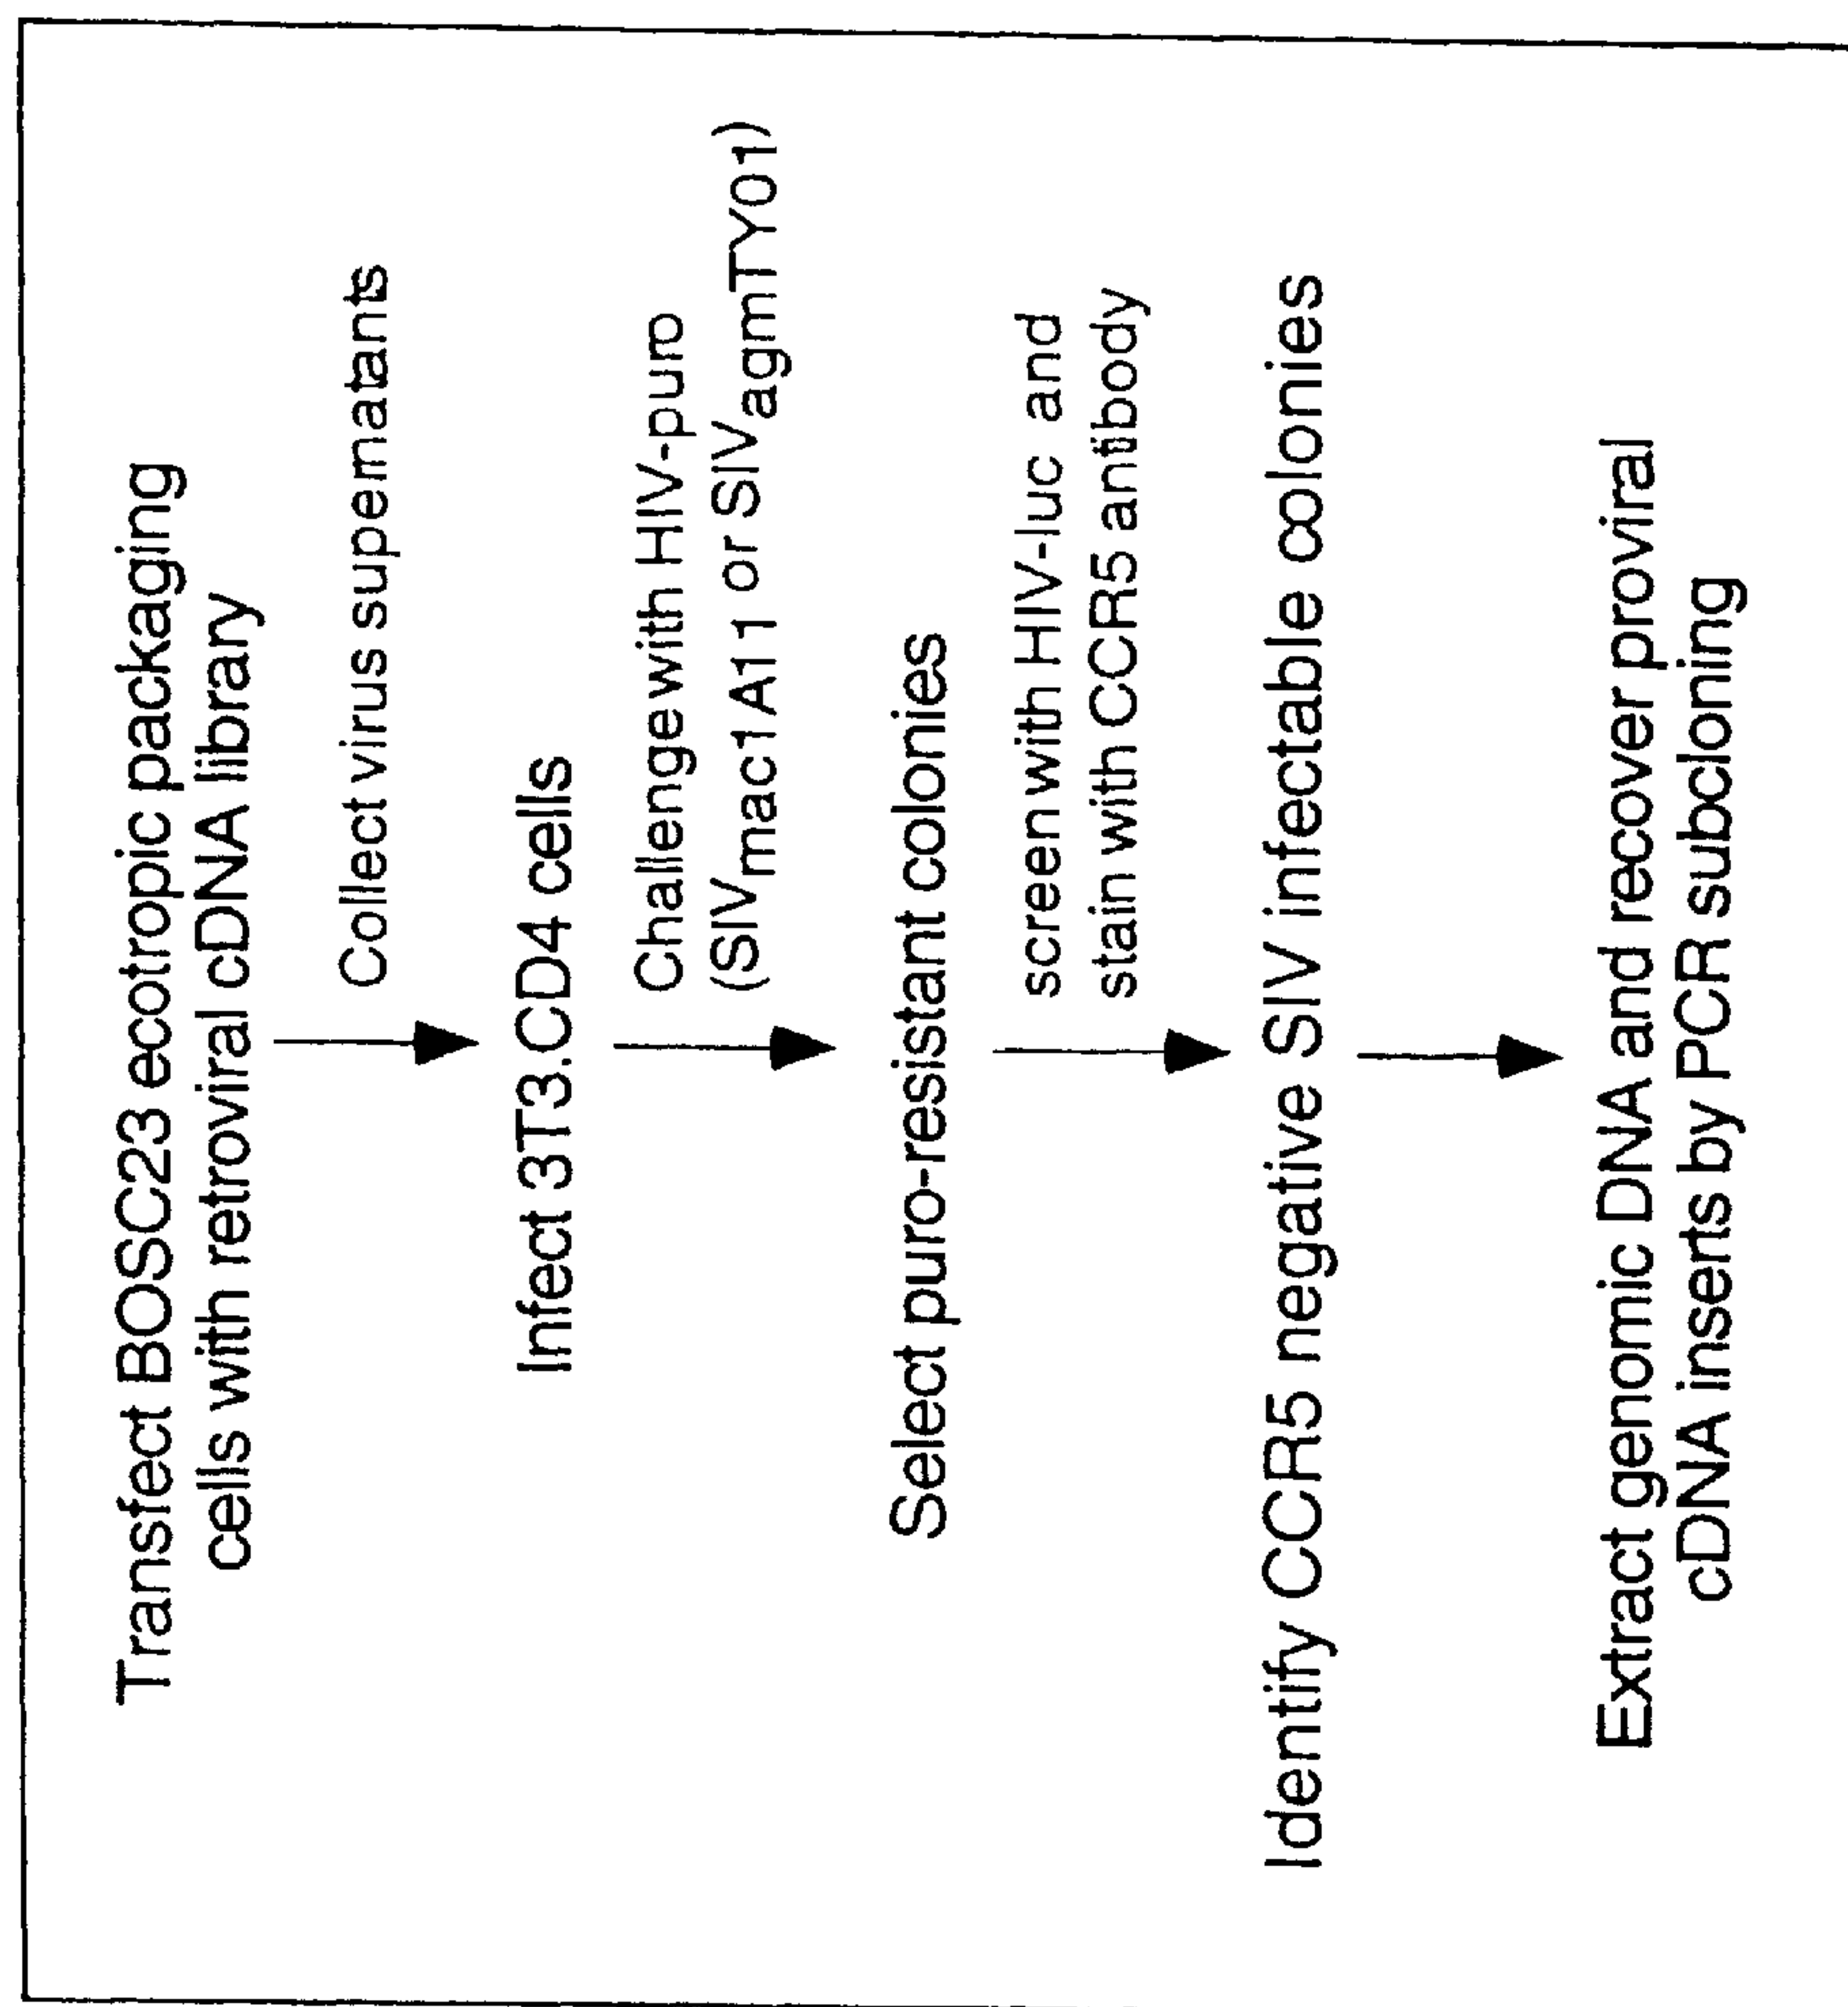 Transfect BOSC23 ecotropic packaging
cells with retroviral cDNA library
Collect virus supernatants
Infect 3T3.CD4 cells
Challenge with HIV-puro
(SIVmac1A11 or SIVagmTY01)
Select puro-resistant colonies
screen with HIV-luc and
stain with CCR5 antibody
Identify CCR5 negative SIV infectable colonies
Extract genomic DNA and recover proviral
cDNA inserts by PCR subcloning